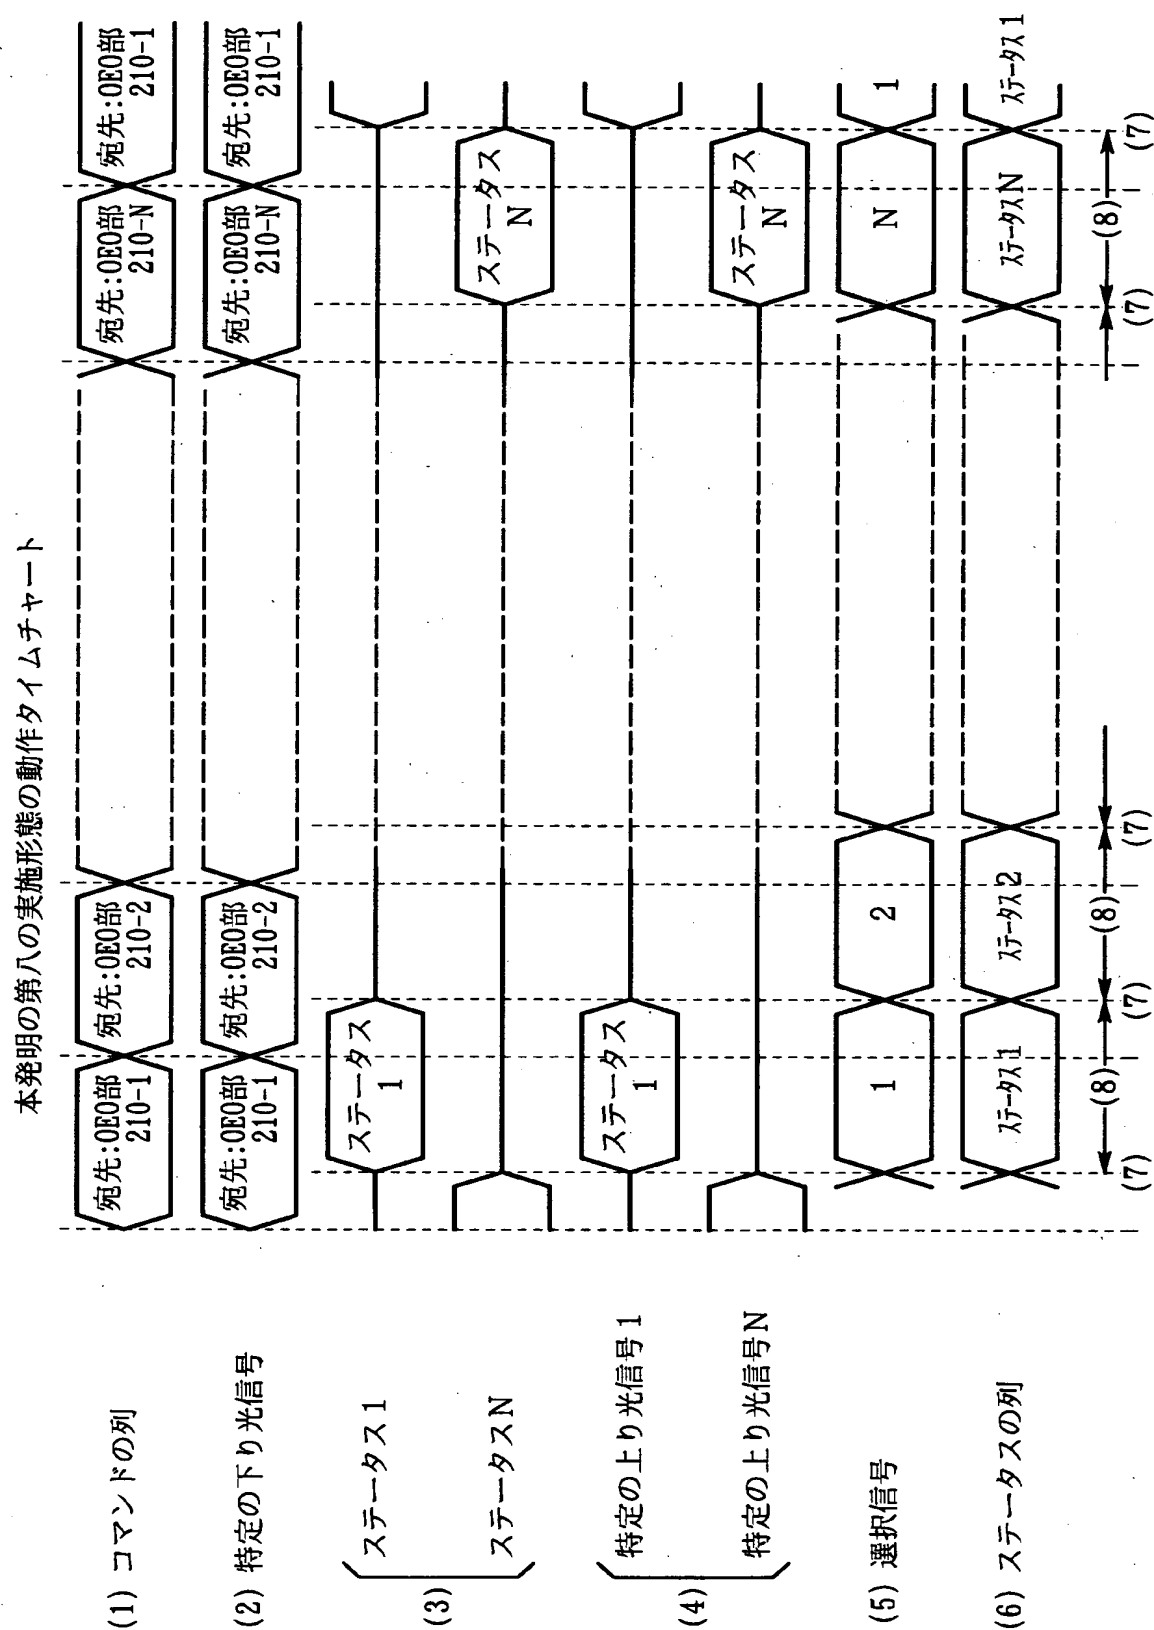 本発明の第八の実施形態の動作タイムチャート
(1) コマンドの列
宛先:OEO部
210-1
宛先:OEO部
210-2
宛先:OEO部
210-N
宛先:OEO部
210-1
(2) 特定の下り光信号
宛先:OEO部
210-1
宛先:OEO部
210-2
宛先:OEO部
210-N
宛先:OEO部
210-1
(3)
ステータス1
ステータス
1
ステータスN
ステータス
N
(4)
特定の上り光信号1
ステータス
1
特定の上り光信号N
ステータス
N
(5) 選択信号
1
2
N
1
(6) ステータスの列
ステータス1
ステータス2
ステータスN
ステータス1
(8)
(8)
(8)
(7)
(7)
(7)
(7)
(7)